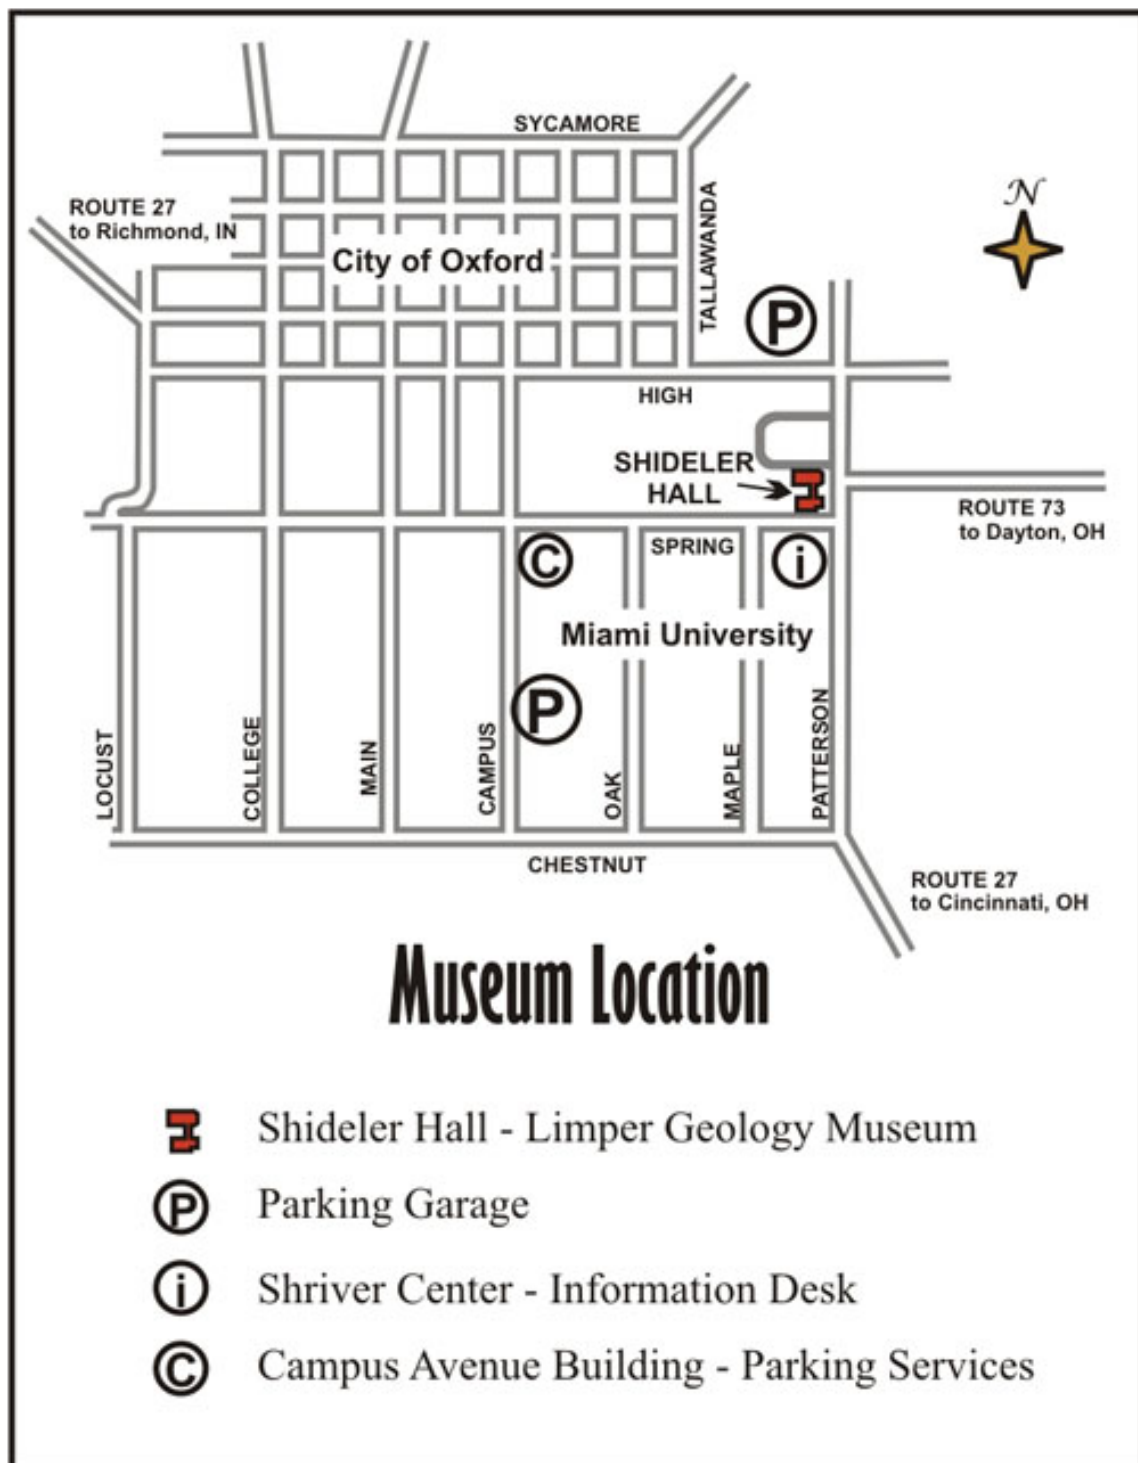 SYCAMORE
ROUTE 27
to Richmond, IN
TALLAWANDA
N
City of Oxford
P
HIGH
SHIDELER
HALL
ROUTE 73
to Dayton, OH
C
SPRING
i
Miami University
P
LOCUST
COLLEGE
MAIN
CAMPUS
OAK
MAPLE
PATTERSON
CHESTNUT
ROUTE 27
to Cincinnati, OH
Museum Location
Shideler Hall - Limper Geology Museum
P Parking Garage
i Shriver Center - Information Desk
C Campus Avenue Building - Parking Services